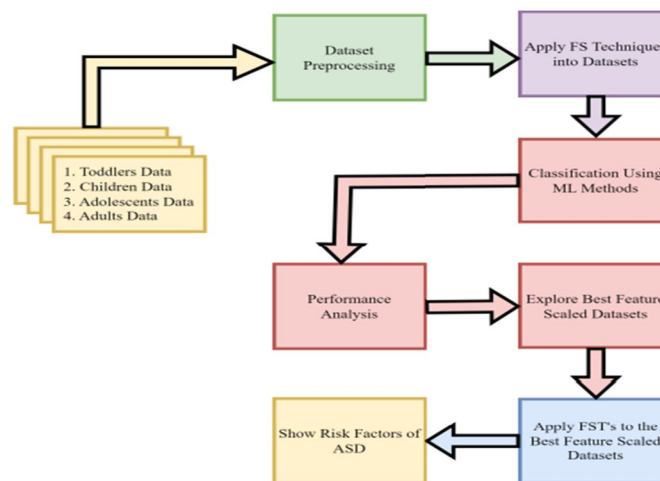 Dataset
Preprocessing
Apply FS Technique
into Datasets
1. Toddlers Data
2. Children Data
3. Adolescents Data
4. Adults Data
Classification Using
ML Methods
Performance
Analysis
Explore Best Feature
Scaled Datasets
Show Risk Factors of
ASD
Apply FST's to the
Best Feature Scaled
Datasets